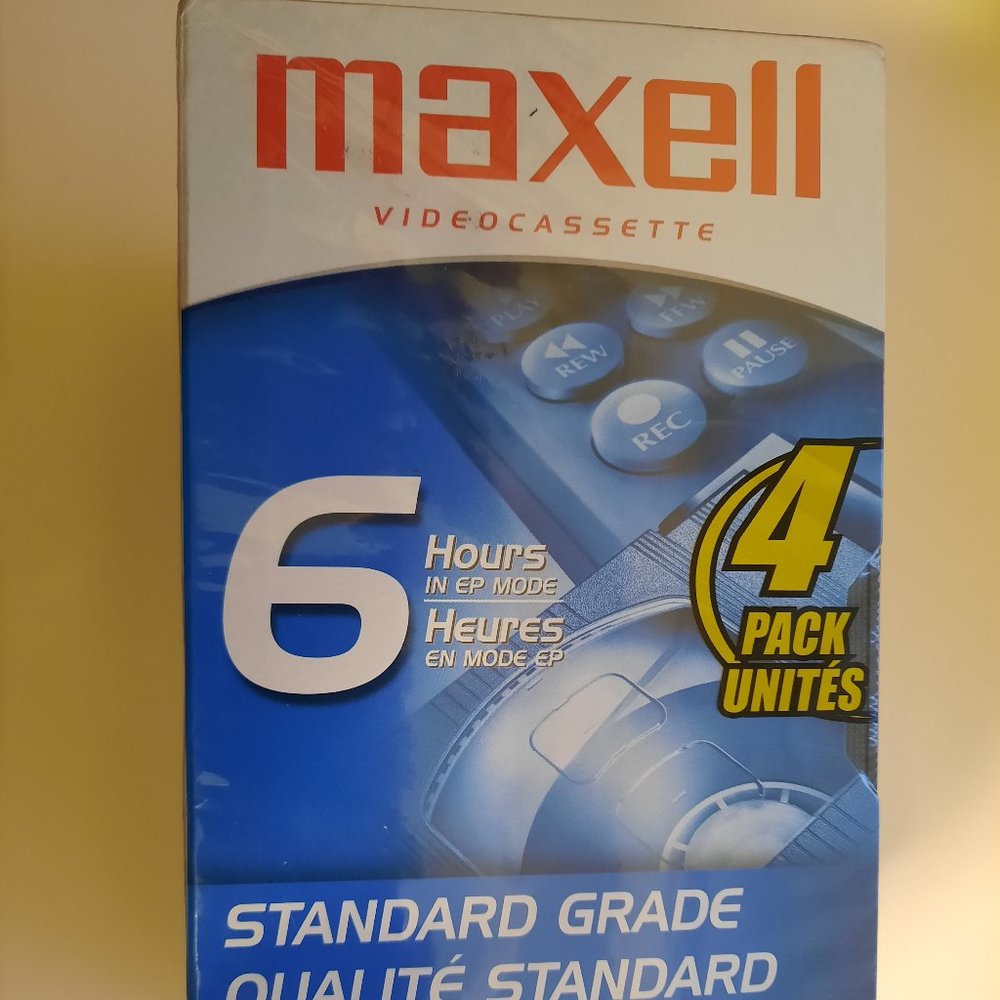 maxell
VIDEOCASSETTE
PLAY
FFW
REW
PAUSE
REC
6
Hours
IN EP MODE
Heures
EN MODE EP
4
PACK
UNITÉS
STANDARD GRADE
QUALITÉ STANDARD